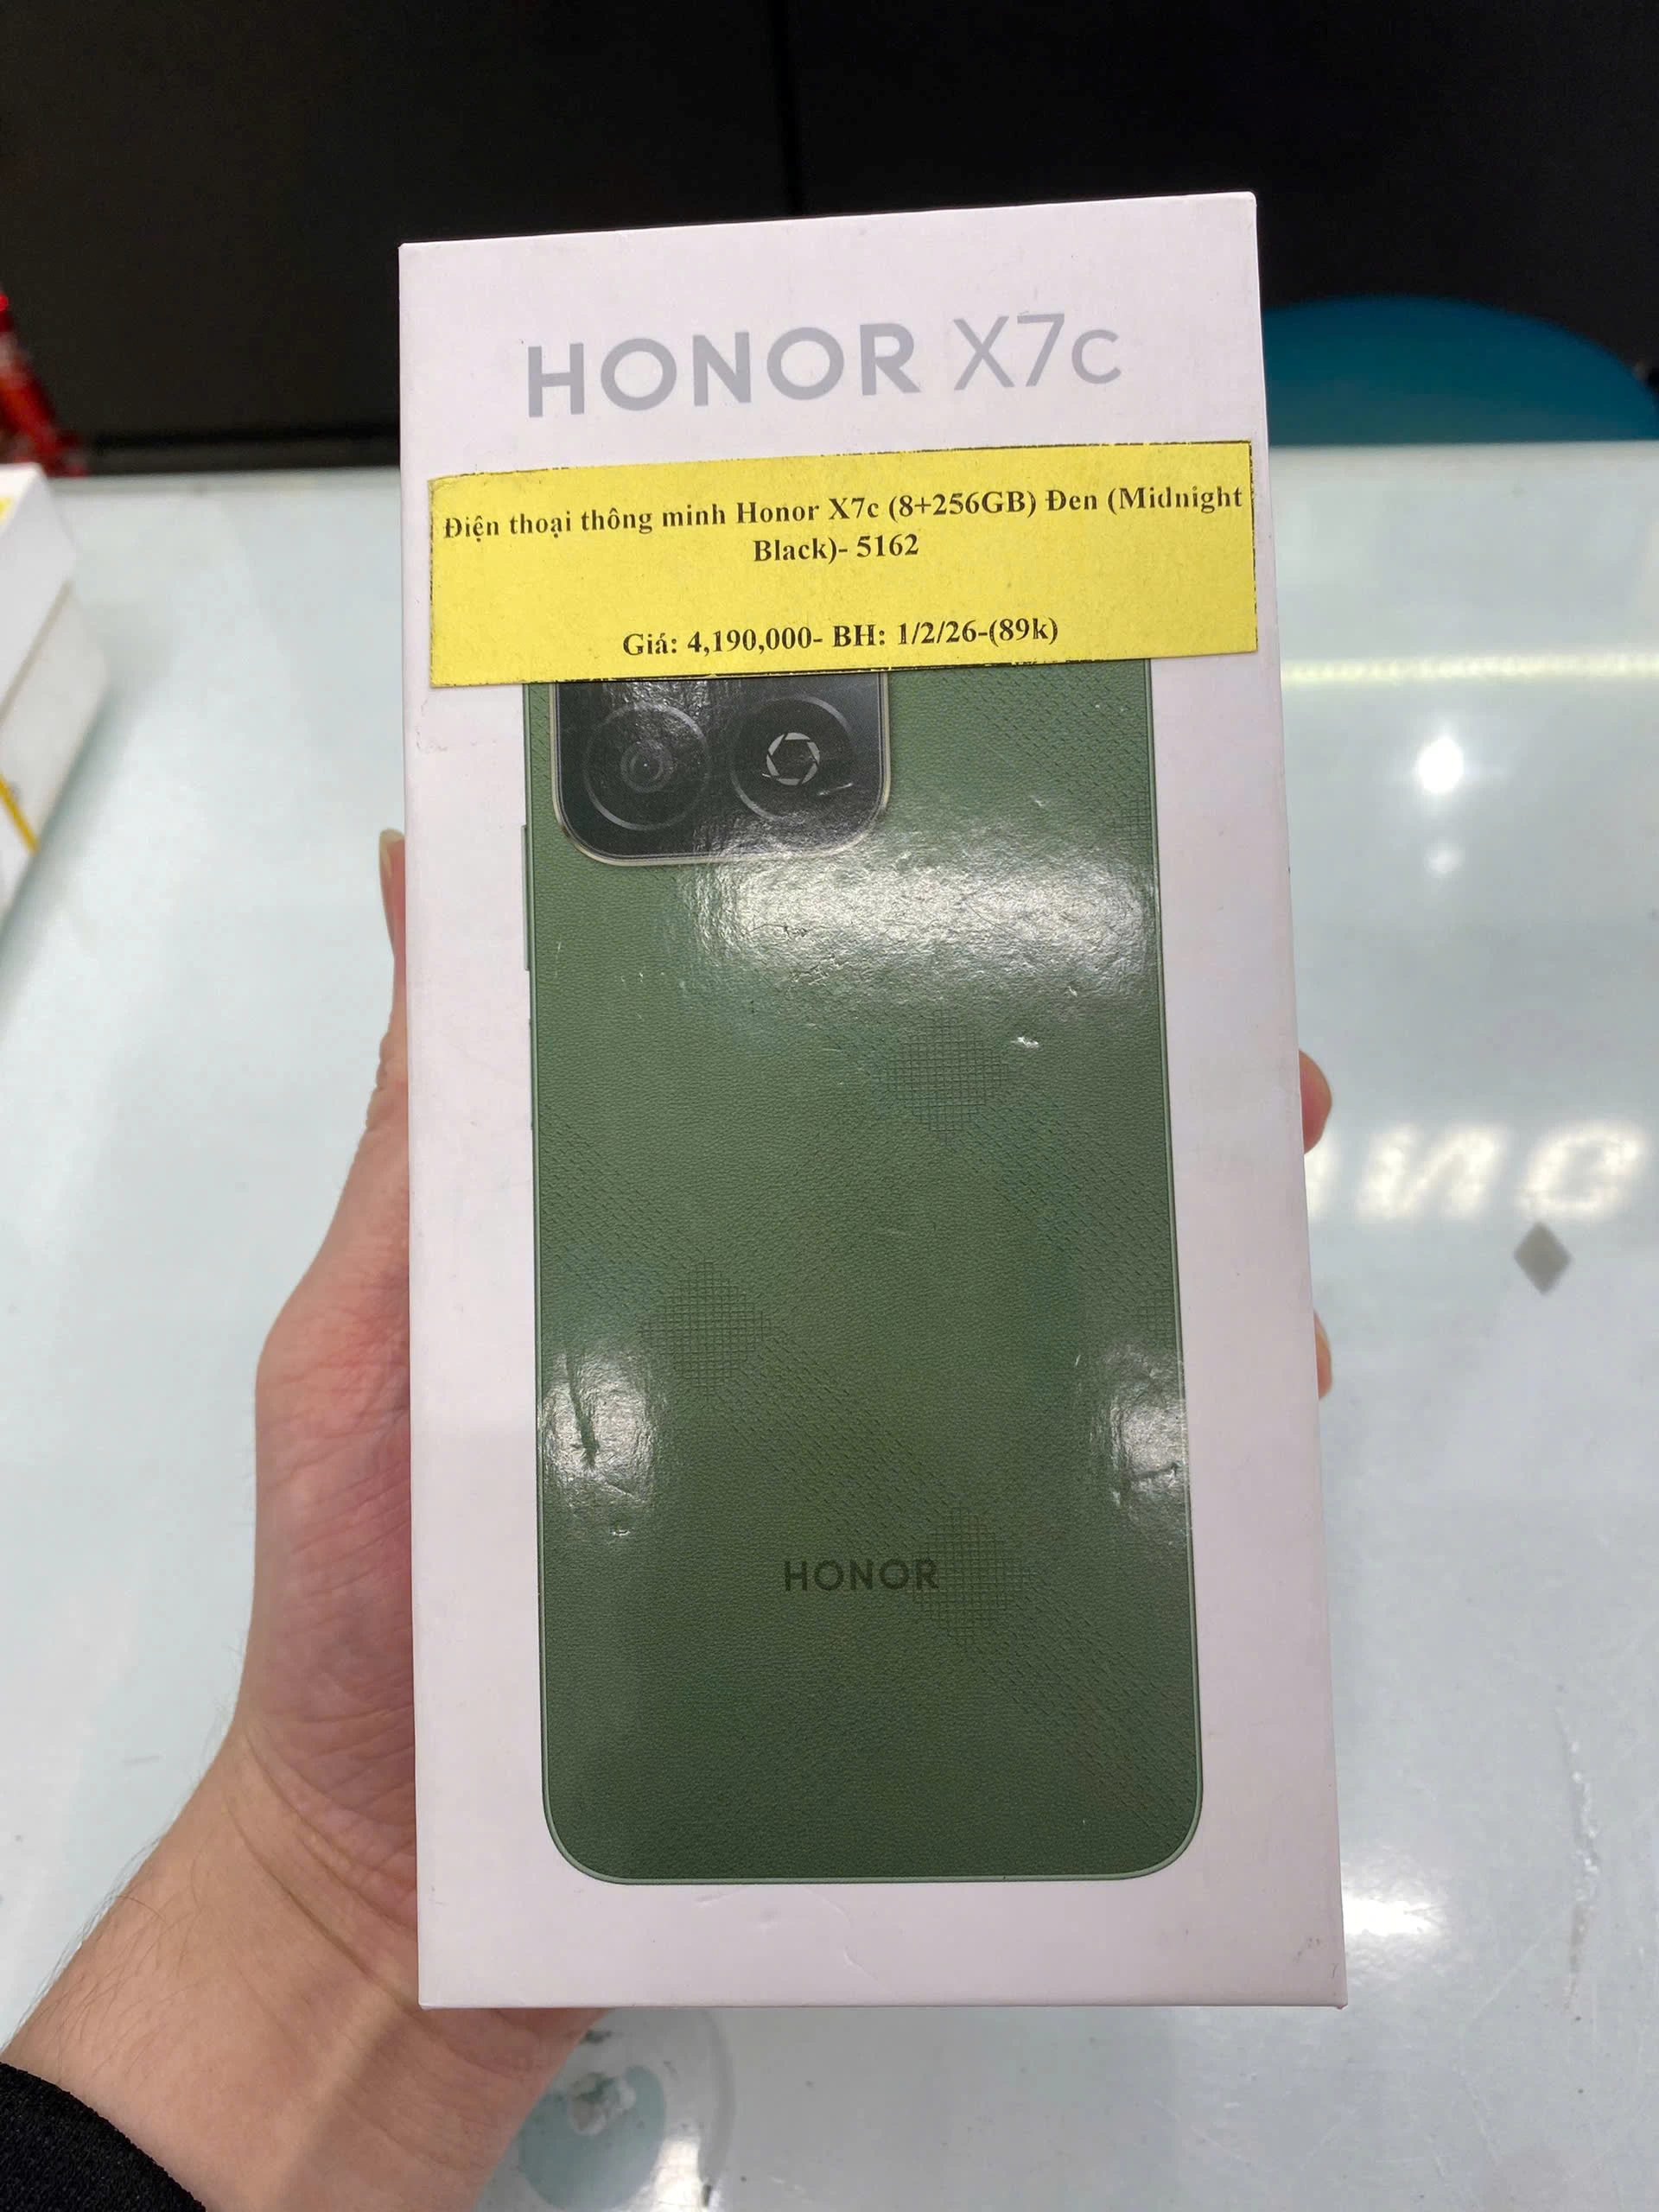 HONOR X7c
Điện thoại thông minh Honor X7c (8+256GB) Đen (Midnight
Black)- 5162
Giá: 4,190,000- BH: 1/2/26-(89k)
HONOR